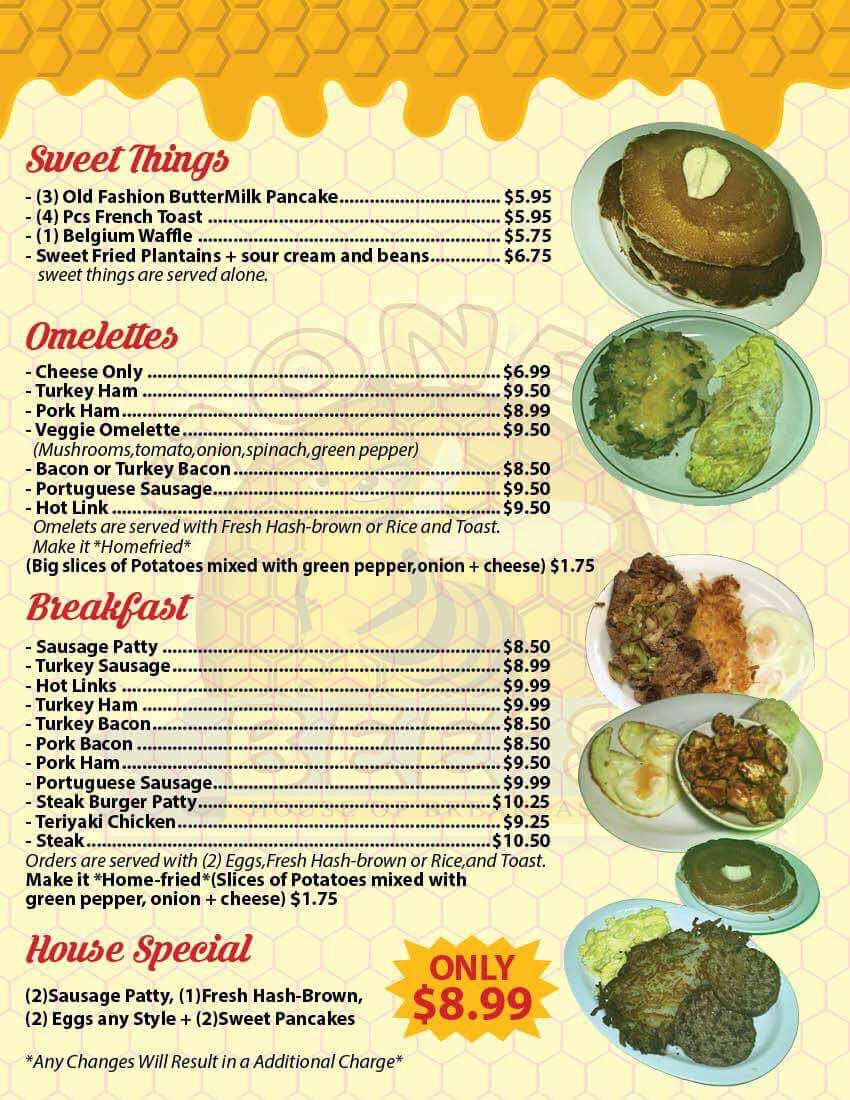 Sweet Things
- (3) Old Fashion ButterMilk Pancake.................................. $5.95
- (4) Pcs French Toast .............................................................. $5.95
- (1) Belgium Waffle ................................................................ $5.75
- Sweet Fried Plantains + sour cream and beans.............. $6.75
sweet things are served alone.
Omelettes
- Cheese Only ........................................................................... $6.99
- Turkey Ham ............................................................................ $9.50
- Pork Ham................................................................................. $8.99
- Veggie Omelette.................................................................... $9.50
(Mushrooms,tomato,onion,spinach,green pepper)
- Bacon or Turkey Bacon......................................................... $8.50
- Portuguese Sausage............................................................. $9.50
- Hot Link ................................................................................... $9.50
Omelets are served with Fresh Hash-brown or Rice and Toast.
Make it *Homefried*
(Big slices of Potatoes mixed with green pepper,onion + cheese) $1.75
Breakfast
- Sausage Patty ........................................................................ $8.50
- Turkey Sausage...................................................................... $8.99
- Hot Links ................................................................................. $9.99
- Turkey Ham ............................................................................ $9.99
- Turkey Bacon.......................................................................... $8.50
- Pork Bacon ............................................................................. $8.50
- Pork Ham................................................................................. $9.50
- Portuguese Sausage............................................................. $9.99
- Steak Burger Patty.............................................................. $10.25
- Teriyaki Chicken..................................................................... $9.25
- Steak...................................................................................... $10.50
Orders are served with (2) Eggs,Fresh Hash-brown or Rice,and Toast.
Make it *Home-fried*(Slices of Potatoes mixed with
green pepper, onion + cheese) $1.75
House Special
(2)Sausage Patty, (1)Fresh Hash-Brown,
(2) Eggs any Style + (2)Sweet Pancakes
ONLY
$8.99
*Any Changes Will Result in a Additional Charge*